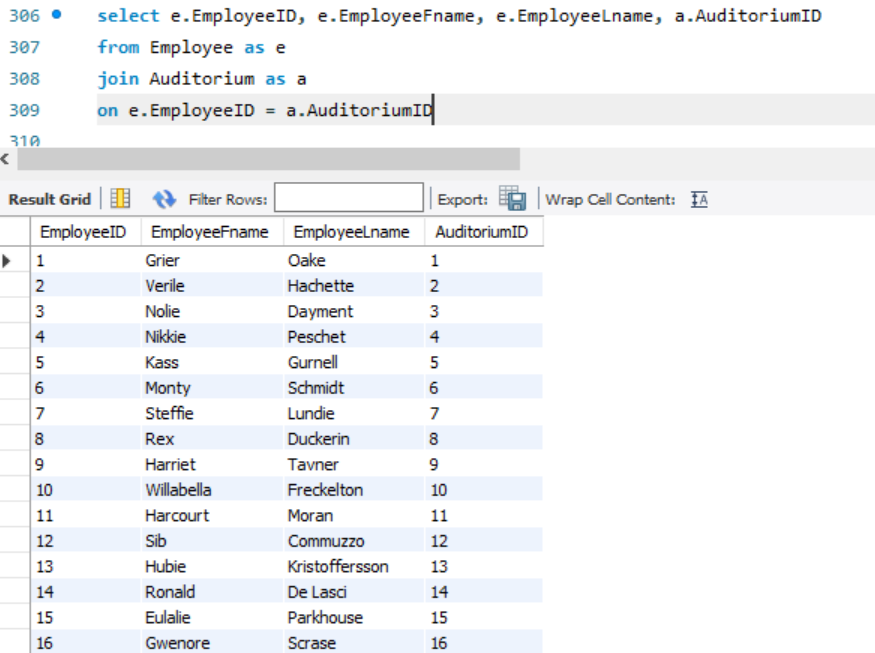 306 select e.EmployeeID, e.EmployeeFname, e.EmployeeLname, a.AuditoriumID
307 from Employee as e
308 join Auditorium as a
309 on e.EmployeeID = a.AuditoriumID
310
Result Grid Filter Rows: Export: Wrap Cell Content: IA
EmployeeID EmployeeFname EmployeeLname AuditoriumID
1 Grier Oake 1
2 Verile Hachette 2
3 Nolie Dayment 3
4 Nikkie Peschet 4
5 Kass Gurnell 5
6 Monty Schmidt 6
7 Steffie Lundie 7
8 Rex Duckerin 8
9 Harriet Tavner 9
10 Willabella Freckelton 10
11 Harcourt Moran 11
12 Sib Commuzzo 12
13 Hubie Kristoffersson 13
14 Ronald De Lasci 14
15 Eulalie Parkhouse 15
16 Gwenore Scrase 16